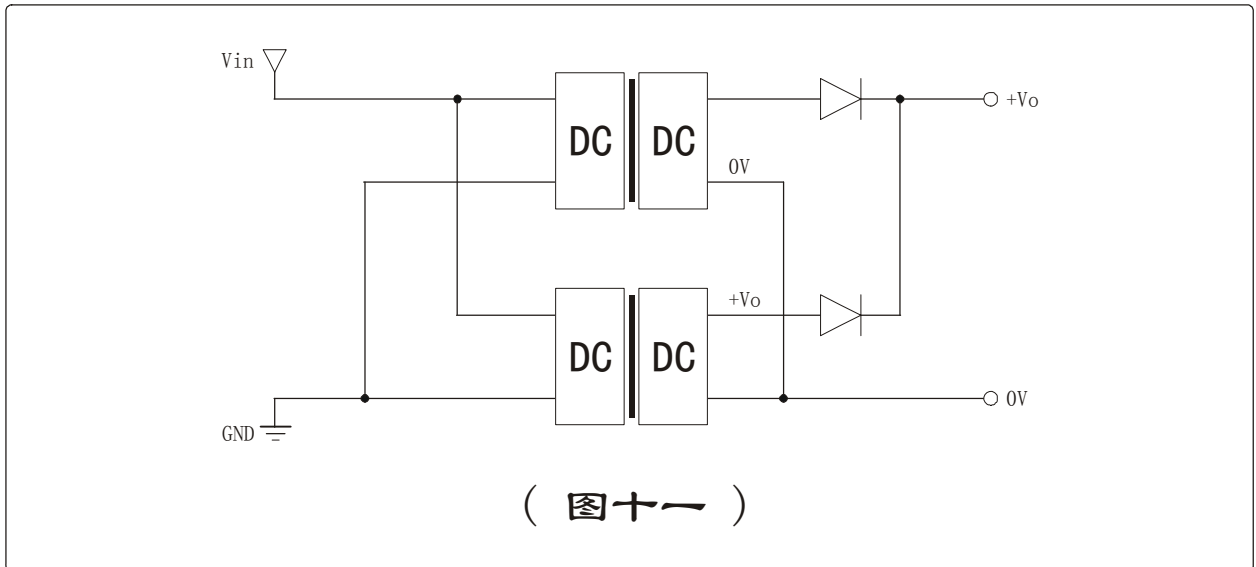 Vin
+Vo
DC DC
0V
+Vo
DC DC
0V
GND
( 图十一 )